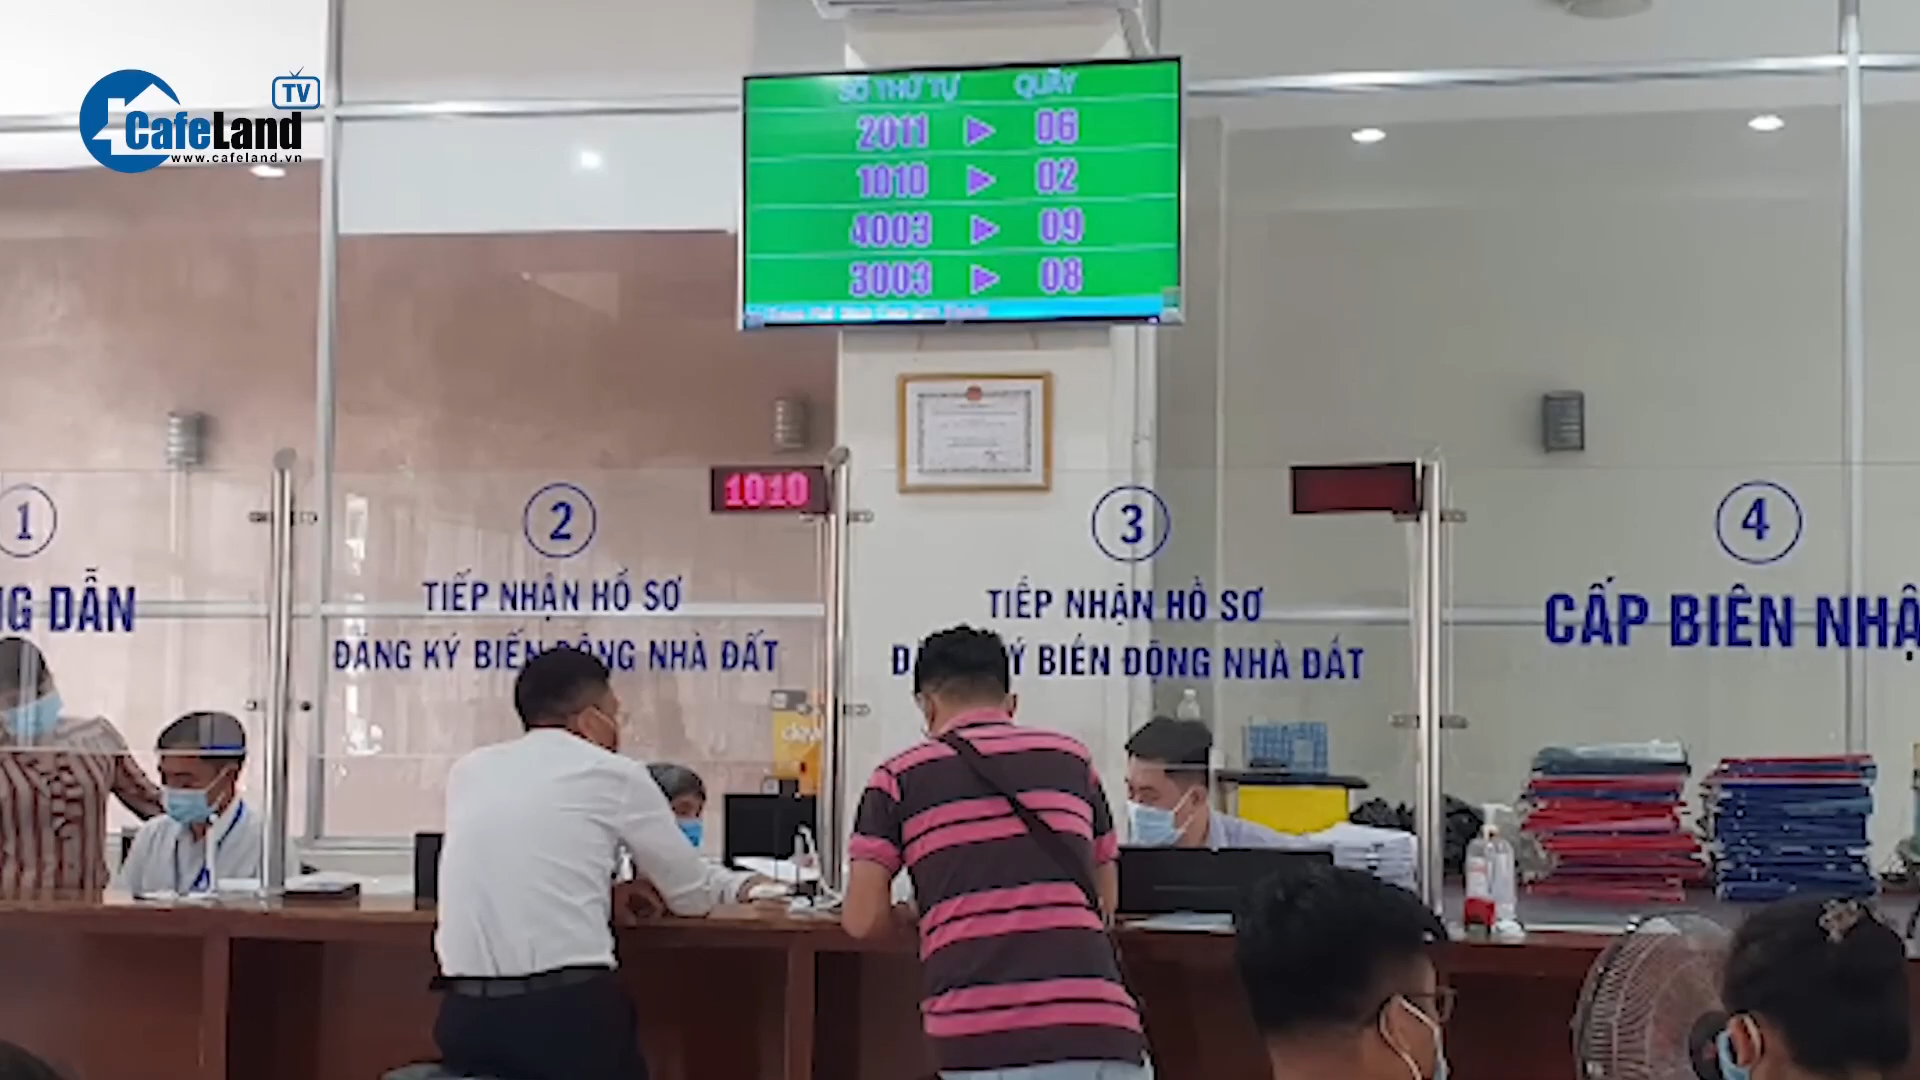 CafeLand TV
www.cafeland.vn
SỐ THỨ TỰ QUẦY
2011 06
1010 02
4003 09
3003 08
1010
1
NG DẪN
2
TIẾP NHẬN HỒ SƠ
ĐĂNG KÝ BIẾN ĐỘNG NHÀ ĐẤT
3
TIẾP NHẬN HỒ SƠ
Đ Ý BIẾN ĐỘNG NHÀ ĐẤT
4
CẤP BIÊN NHẬ